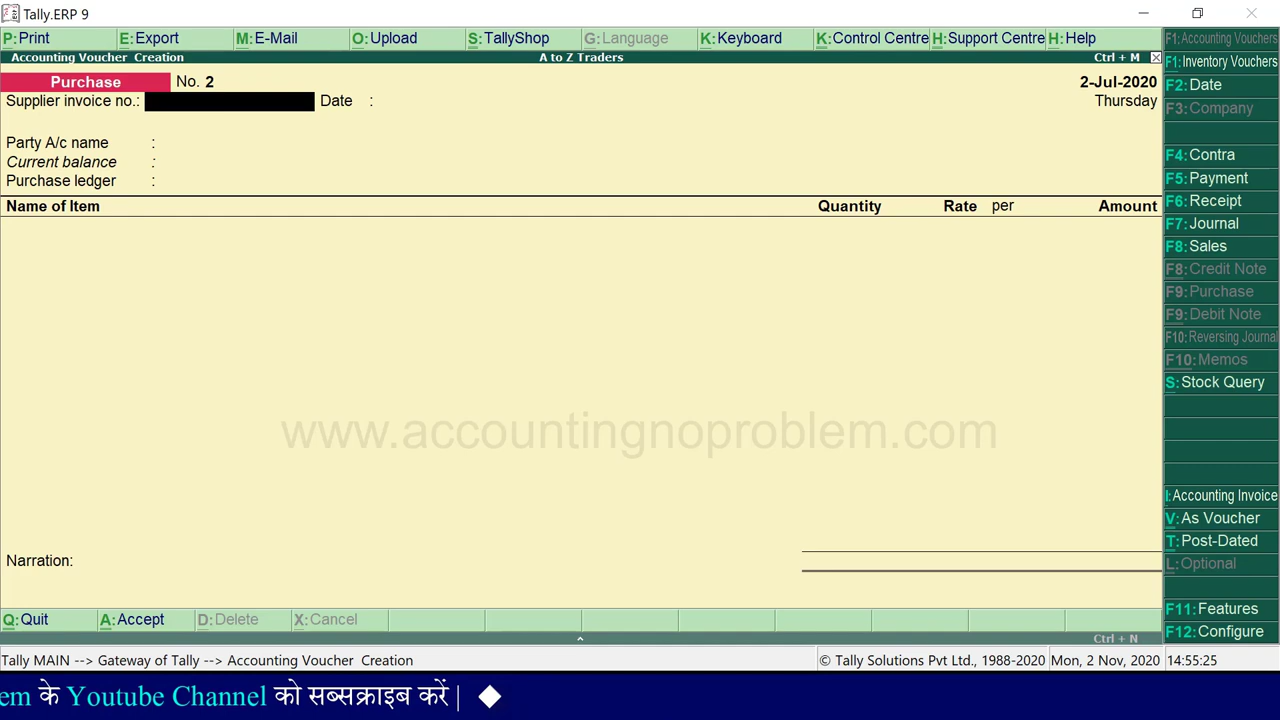 Tally.ERP 9
P: Print E: Export M: E-Mail O: Upload S: TallyShop G: Language K: Keyboard K: Control Centre H: Support Centre H: Help
Accounting Voucher Creation A to Z Traders Ctrl + M
Purchase No. 2 2-Jul-2020
Supplier invoice no.: Date : Thursday
Party A/c name :
Current balance :
Purchase ledger :
Name of Item Quantity Rate per Amount
www.accountingnoproblem.com
Narration:
F1: Accounting Vouchers
F1: Inventory Vouchers
F2: Date
F3: Company
F4: Contra
F5: Payment
F6: Receipt
F7: Journal
F8: Sales
F8: Credit Note
F9: Purchase
F9: Debit Note
F10: Reversing Journal
F10: Memos
S: Stock Query
I: Accounting Invoice
V: As Voucher
T: Post-Dated
L: Optional
F11: Features
F12: Configure
Q: Quit A: Accept D: Delete X: Cancel
Ctrl + N
Tally MAIN --> Gateway of Tally --> Accounting Voucher Creation © Tally Solutions Pvt Ltd., 1988-2020 Mon, 2 Nov, 2020 14:55:25
em के Youtube Channel को सब्सक्राइब करें |